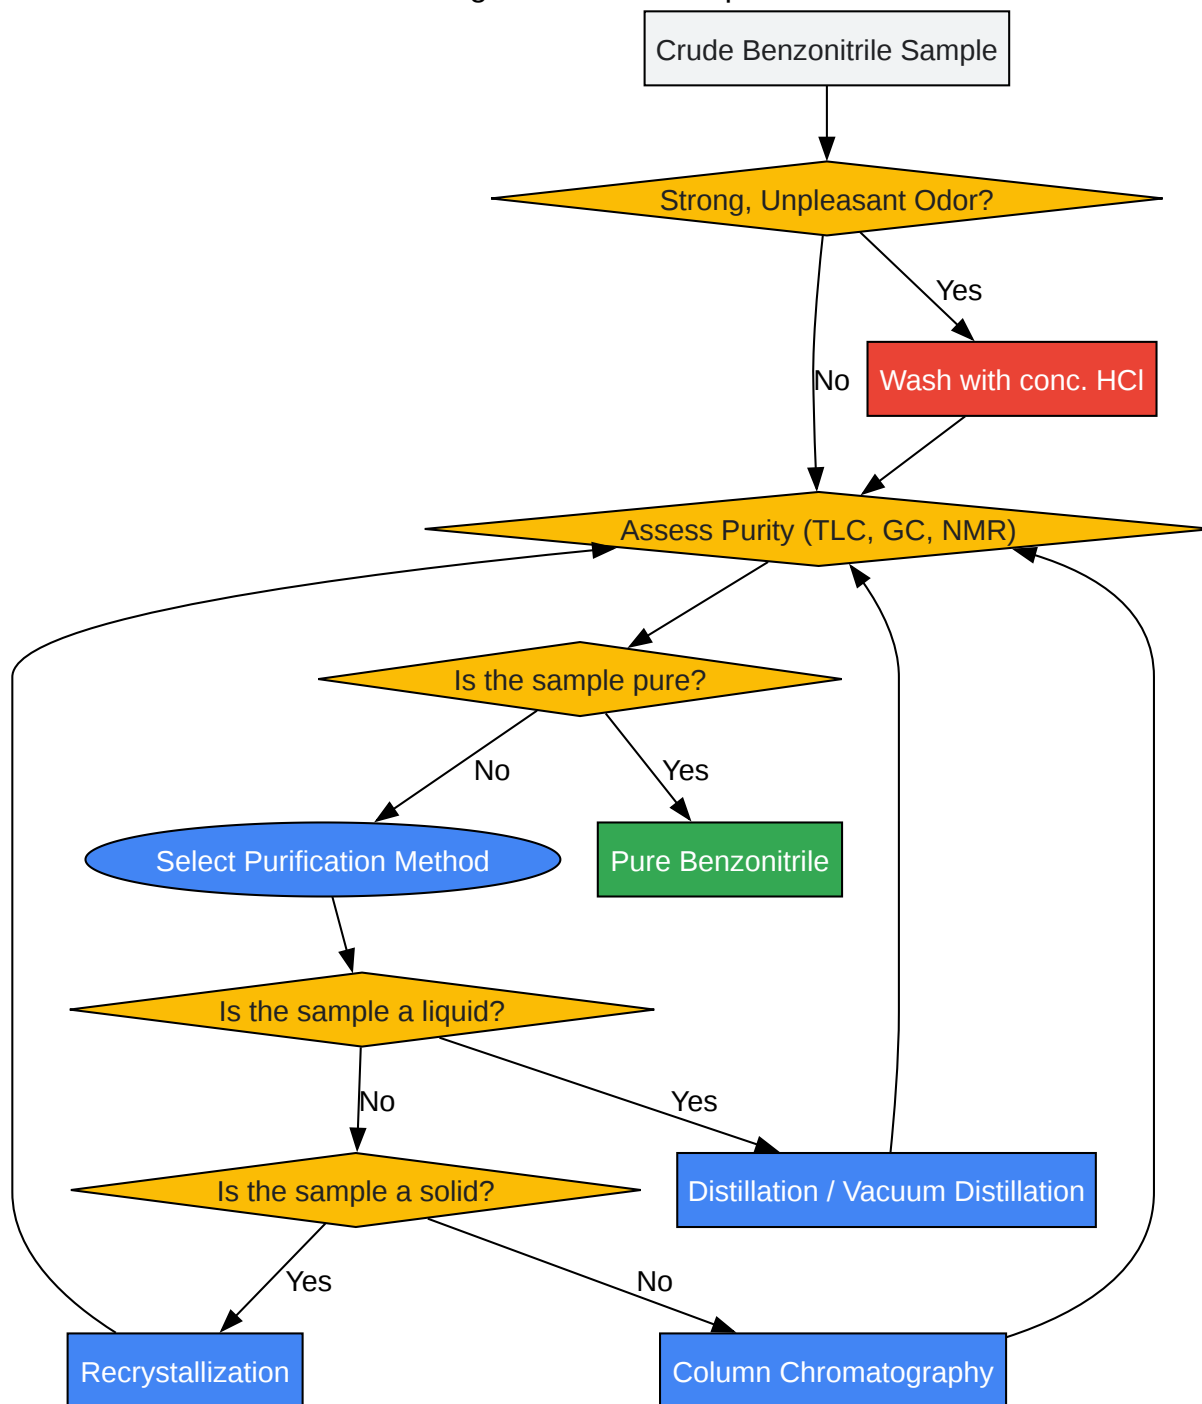 Crude Benzonitrile Sample
Strong, Unpleasant Odor?
Yes
No
Wash with conc. HCl
Assess Purity (TLC, GC, NMR)
Is the sample pure?
No
Yes
Select Purification Method
Pure Benzonitrile
Is the sample a liquid?
No
Yes
Is the sample a solid?
Distillation / Vacuum Distillation
Yes
No
Recrystallization
Column Chromatography